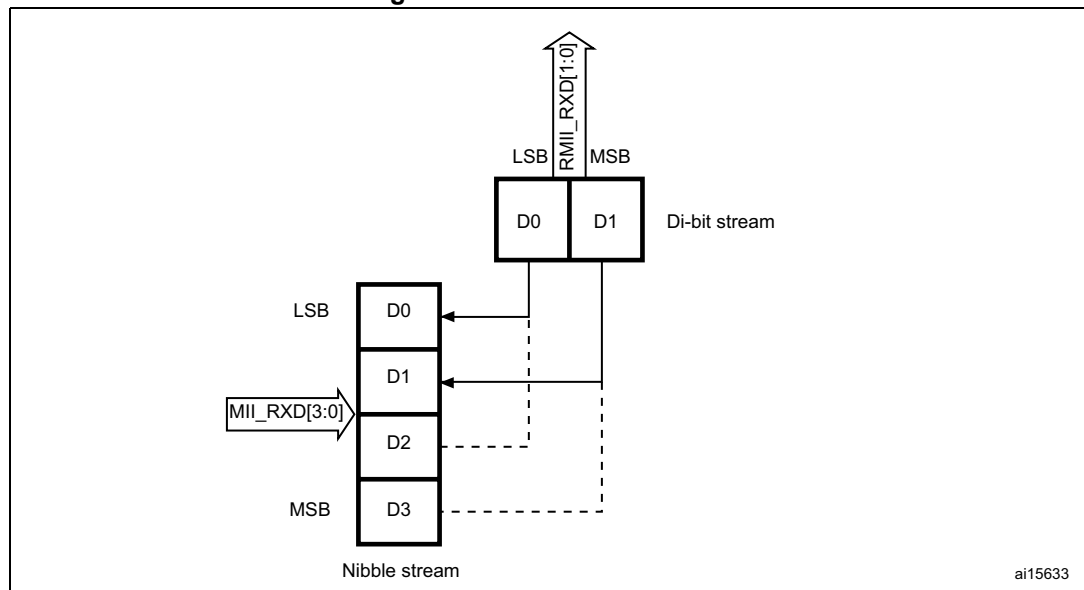 RMII_RXD[1:0]
LSB MSB
D0 D1 Di-bit stream
LSB D0
D1
MII_RXD[3:0]
D2
MSB D3
Nibble stream
ai15633